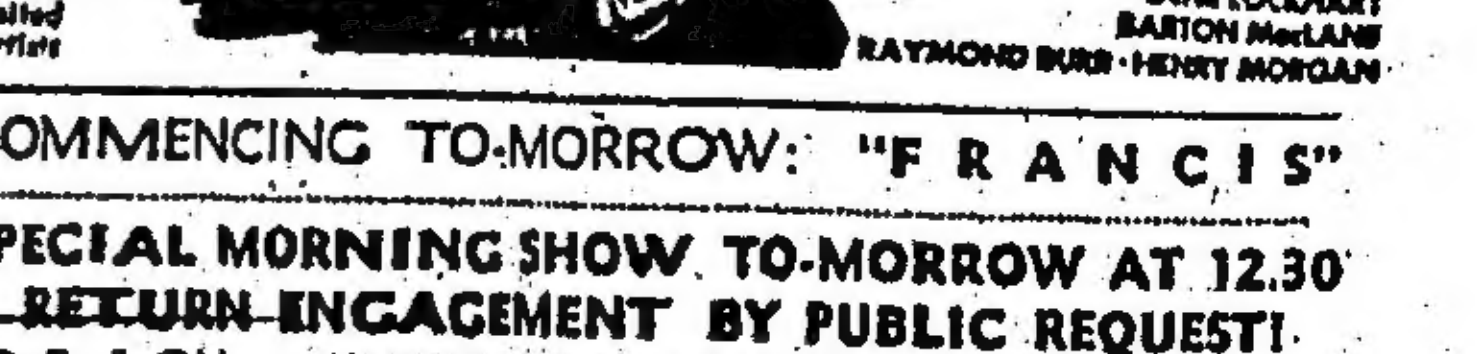 BARTON MacLANE
RAYMOND BURR · HENRY MORGAN
OMMENCING TO-MORROW: "FRANCIS"
PECIAL MORNING SHOW TO-MORROW AT 12.30
RETURN ENGAGEMENT BY PUBLIC REQUEST!